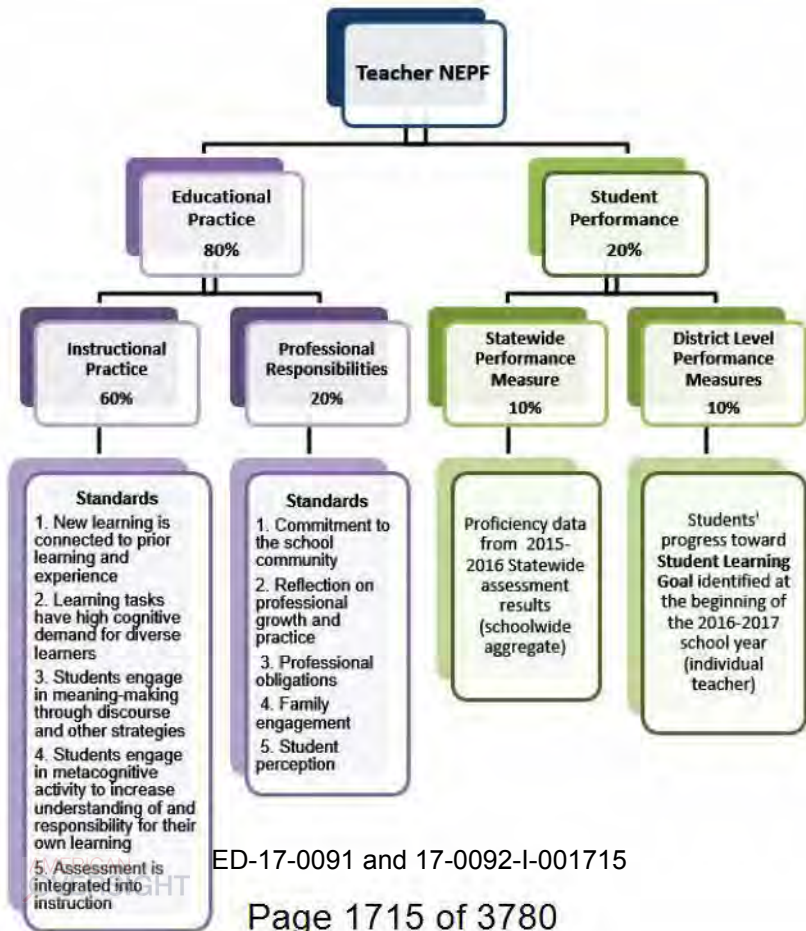 Teacher NEPF
Educational
Practice
80%
Student
Performance
20%
Instructional
Practice
60%
Professional
Responsibilities
20%
Statewide
Performance
Measure
10%
District Level
Performance
Measures
10%
Standards
1. New learning is
connected to prior
learning and
experience
2. Learning tasks
have high cognitive
demand for diverse
learners
3. Students engage
in meaning-making
through discourse
and other strategies
4. Students engage
in metacognitive
activity to increase
understanding of and
responsibility for their
own learning
5. Assessment is
integrated into
instruction
Standards
1. Commitment to
the school
community
2. Reflection on
professional
growth and
practice
3. Professional
obligations
4. Family
engagement
5. Student
perception
Proficiency data
from 2015-
2016 Statewide
assessment
results
(schoolwide
aggregate)
Students'
progress toward
Student Learning
Goal identified at
the beginning of
the 2016-2017
school year
(individual
teacher)
AMERICAN
OVERSIGHT
ED-17-0091 and 17-0092-I-001715
Page 1715 of 3780